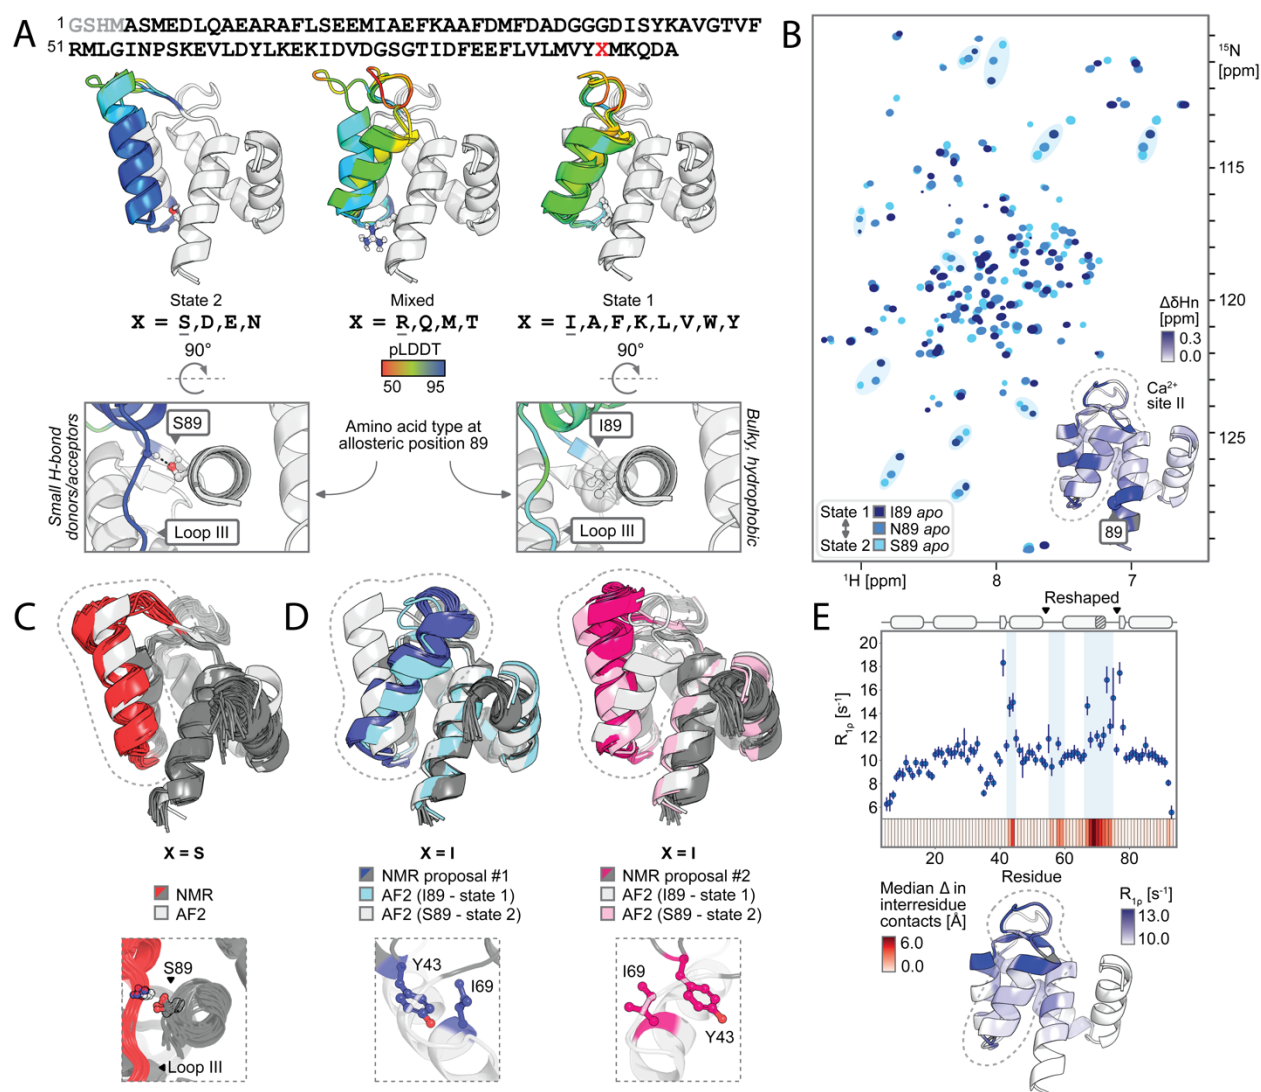 A
1 GSHMASMEDLQAEARAFLSEEMIAEFKAAFDMFDADGGGDISYKAVGTVF
51 RMLGINPSKEVLDYLKEKIDVDGSGTIDFEEFLVLMVYXMKQDA
State 2
X = S,D,E,N
90°
Mixed
X = R,Q,M,T
pLDDT
50 95
State 1
X = I,A,F,K,L,V,W,Y
90°
Small H-bond
donors/acceptors
S89
Loop III
Amino acid type at
allosteric position 89
I89
Loop III
Bulky, hydrophobic
B
15N
[ppm]
115
120
125
ΔδHn
[ppm]
0.3
0.0
Ca2+
site II
89
State 1 I89 apo
N89 apo
State 2 S89 apo
1H [ppm] 8 7
C
X = S
NMR
AF2
S89
Loop III
D
X = I
NMR proposal #1
AF2 (I89 - state 1)
AF2 (S89 - state 2)
Y43
I69
X = I
NMR proposal #2
AF2 (I89 - state 1)
AF2 (S89 - state 2)
I69
Y43
E
Reshaped
R1ρ [s-1]
20
18
16
14
12
10
8
6
20 40 60 80
Residue
Median Δ in
interresidue
contacts [Å]
6.0
0.0
R1ρ [s-1]
13.0
10.0